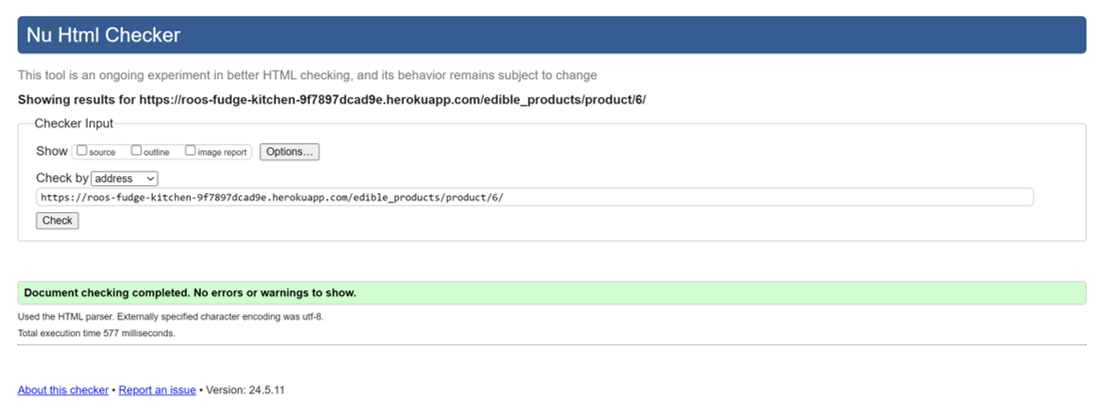 Nu Html Checker
This tool is an ongoing experiment in better HTML checking, and its behavior remains subject to change
Showing results for https://roos-fudge-kitchen-9f7897dcad9e.herokuapp.com/edible_products/product/6/
Checker Input
Show source outline image report Options...
Check by address
https://roos-fudge-kitchen-9f7897dcad9e.herokuapp.com/edible_products/product/6/
Check
Document checking completed. No errors or warnings to show.
Used the HTML parser. Externally specified character encoding was utf-8.
Total execution time 577 milliseconds.
About this checker • Report an issue • Version: 24.5.11